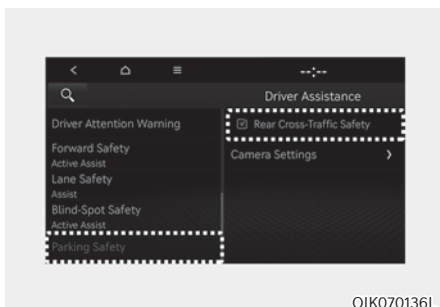 --:--
Driver Assistance
Driver Attention Warning
Forward Safety
Active Assist
Lane Safety
Assist
Blind-Spot Safety
Active Assist
Parking Safety
Rear Cross-Traffic Safety
Camera Settings
OJK070136L